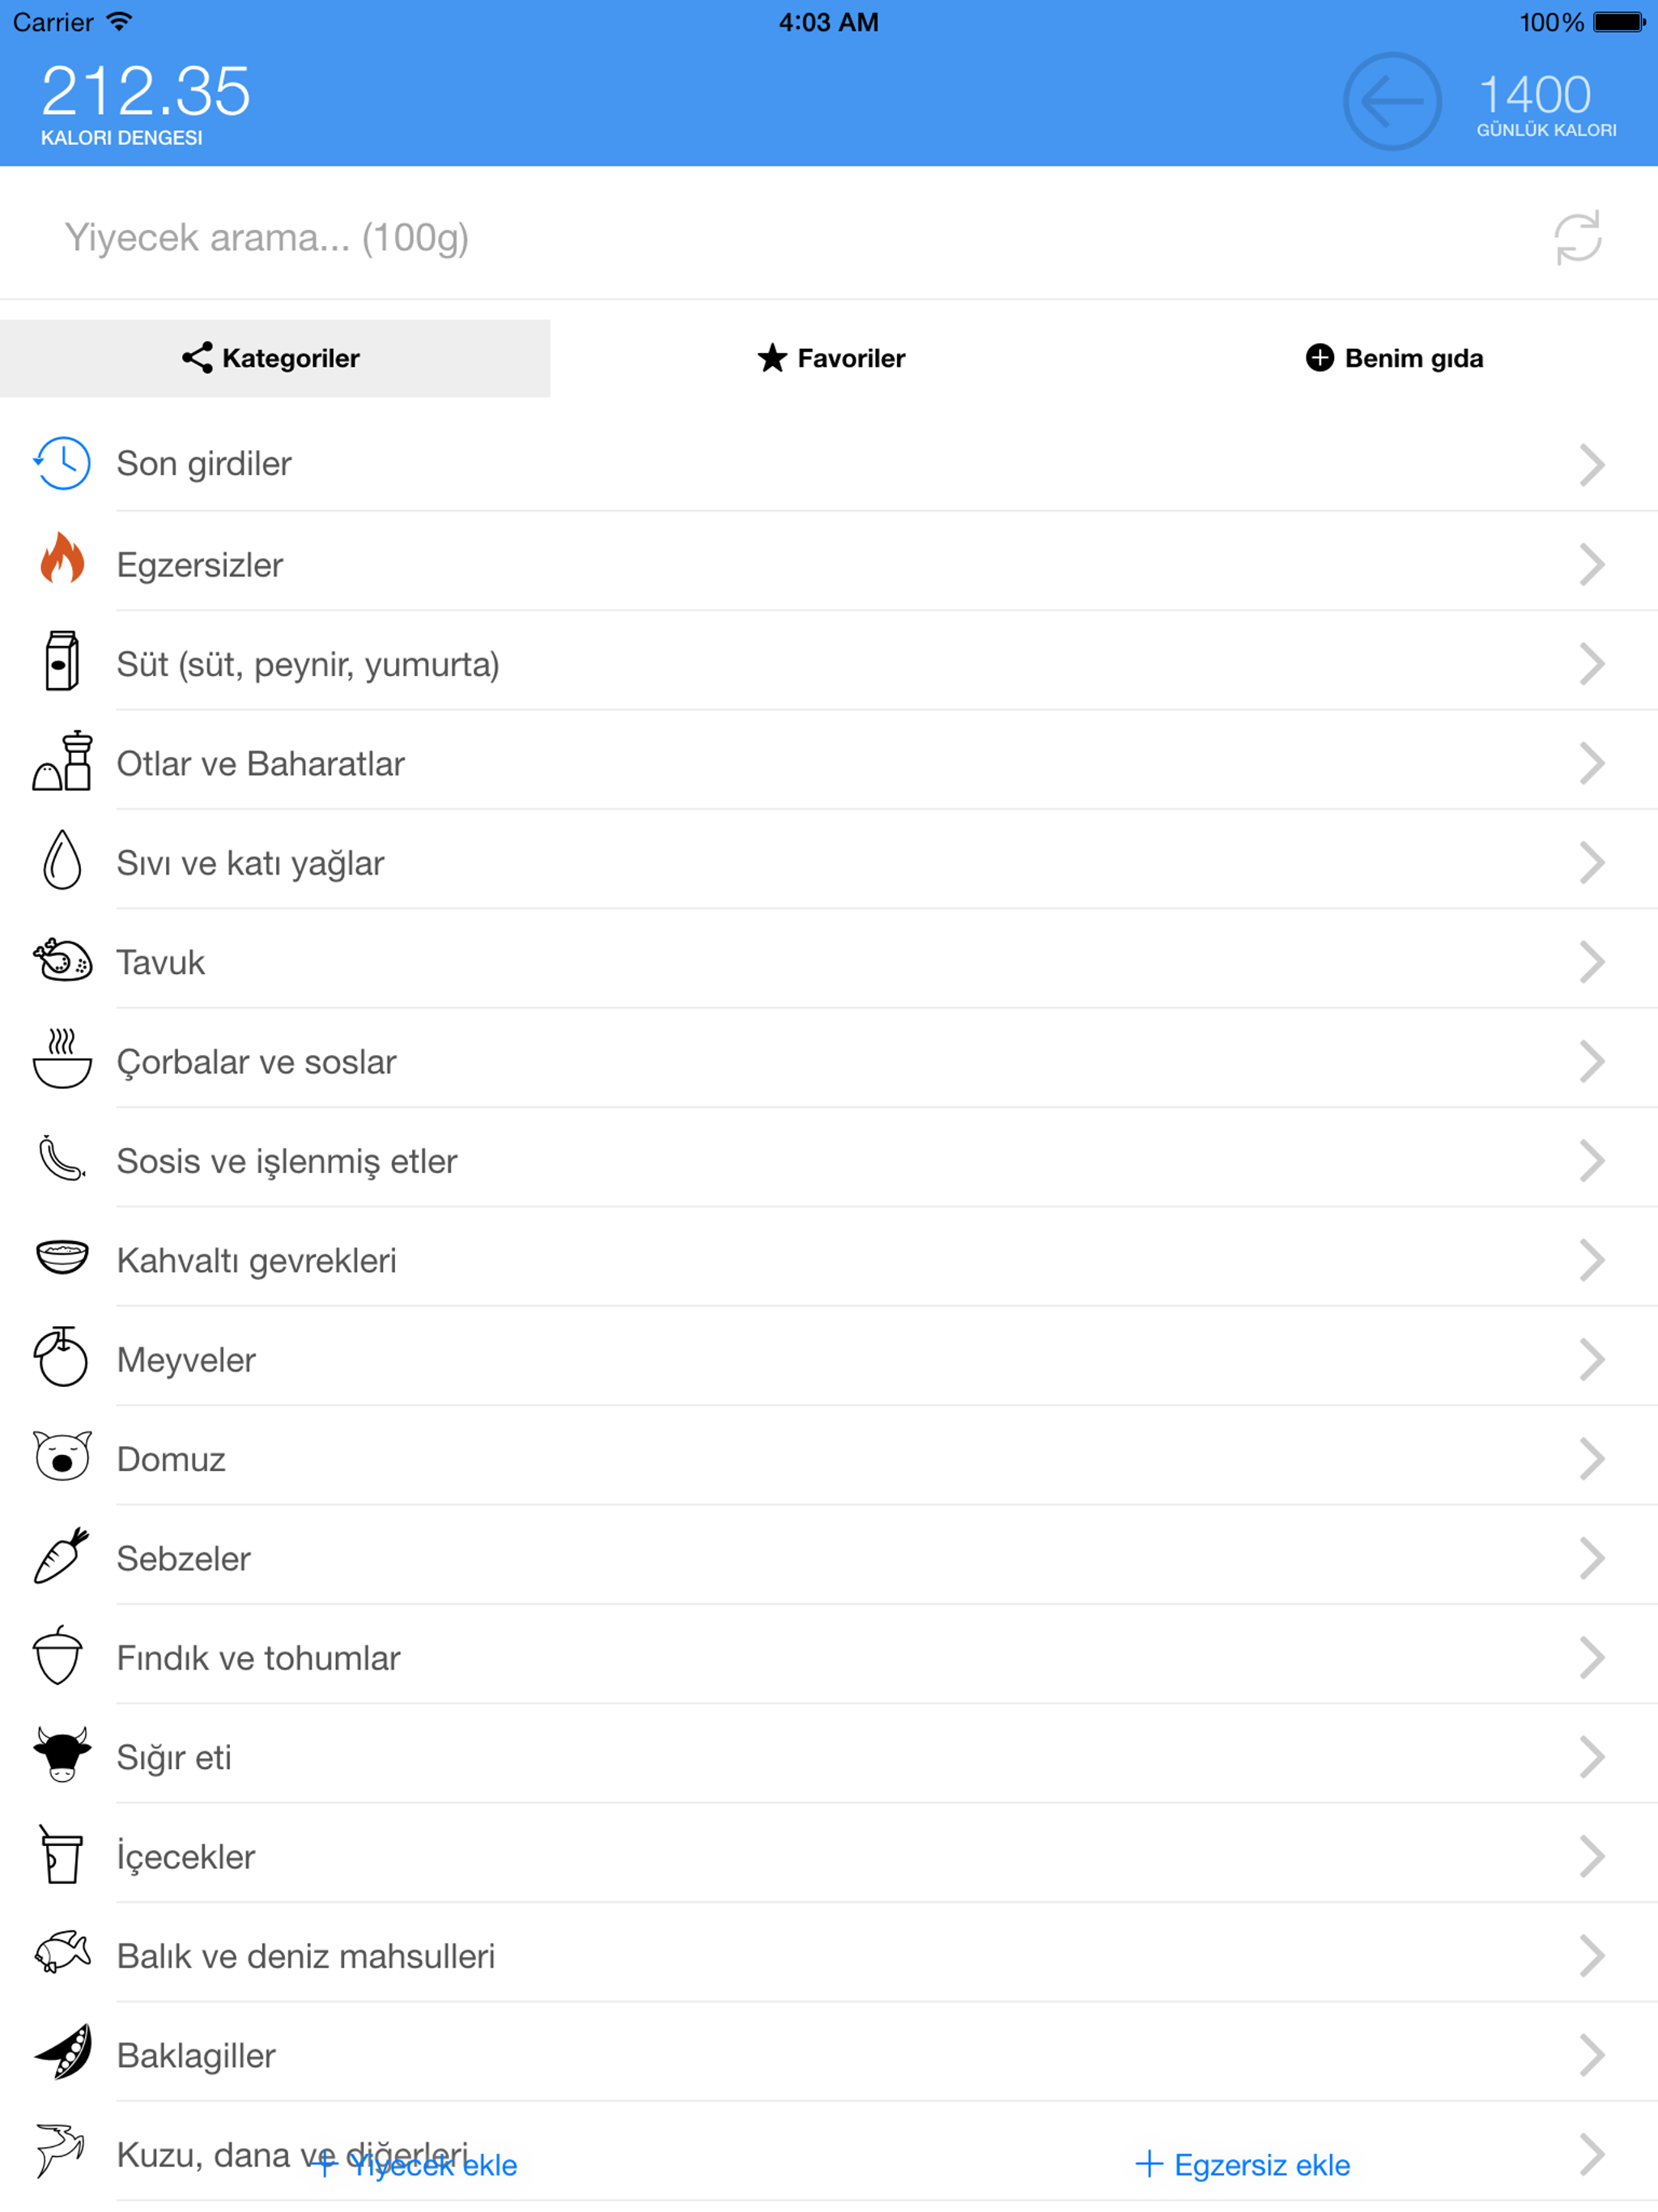 Carrier 4:03 AM 100%
212.35
KALORI DENGESI
1400
GÜNLÜK KALORI
Yiyecek arama... (100g)
Kategoriler Favoriler Benim gıda
Son girdiler
Egzersizler
Süt (süt, peynir, yumurta)
Otlar ve Baharatlar
Sıvı ve katı yağlar
Tavuk
Çorbalar ve soslar
Sosis ve işlenmiş etler
Kahvaltı gevrekleri
Meyveler
Domuz
Sebzeler
Fındık ve tohumlar
Sığır eti
İçecekler
Balık ve deniz mahsulleri
Baklagiller
Kuzu, dana ve diğerleri
+ Yiyecek ekle + Egzersiz ekle